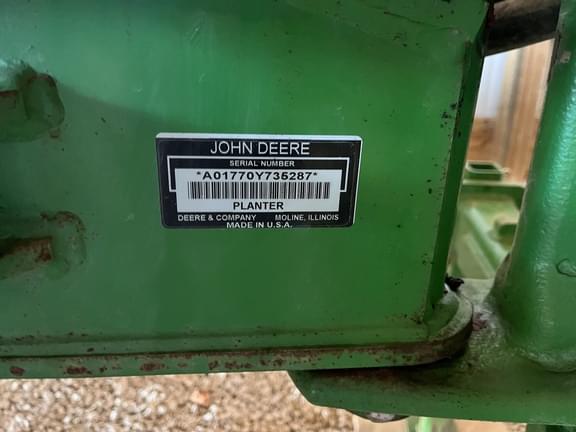 JOHN DEERE
SERIAL NUMBER
*A01770Y735287*
PLANTER
DEERE & COMPANY MOLINE, ILLINOIS
MADE IN U.S.A.